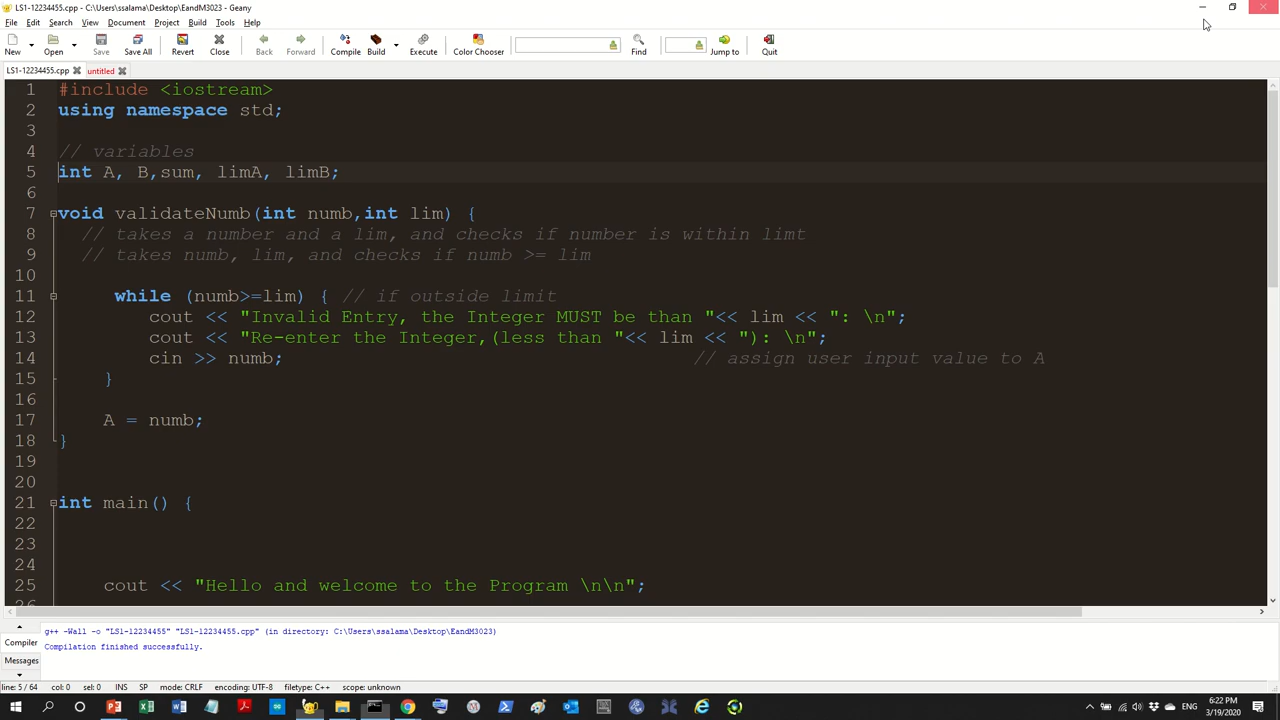 LS1-12234455.cpp - C:\Users\ssalama\Desktop\EandM3023 - Geany
File Edit Search View Document Project Build Tools Help
New Open Save Save All Revert Close Back Forward Compile Build Execute Color Chooser Find Jump to Quit
LS1-12234455.cpp untitled
1 #include <iostream>
2 using namespace std;
3
4 // variables
5 int A, B,sum, limA, limB;
6
7 void validateNumb(int numb,int lim) {
8 // takes a number and a lim, and checks if number is within limt
9 // takes numb, lim, and checks if numb >= lim
10
11 while (numb>=lim) { // if outside limit
12 cout << "Invalid Entry, the Integer MUST be than "<< lim << ": \n";
13 cout << "Re-enter the Integer,(less than "<< lim << "): \n";
14 cin >> numb; // assign user input value to A
15 }
16
17 A = numb;
18 }
19
20
21 int main() {
22
23
24
25 cout << "Hello and welcome to the Program \n\n";
26
Compiler
Messages
g++ -Wall -o "LS1-12234455" "LS1-12234455.cpp" (in directory: C:\Users\ssalama\Desktop\EandM3023)
Compilation finished successfully.
line: 5 / 64 col: 0 sel: 0 INS SP mode: CRLF encoding: UTF-8 filetype: C++ scope: unknown
ENG
6:22 PM
3/19/2020